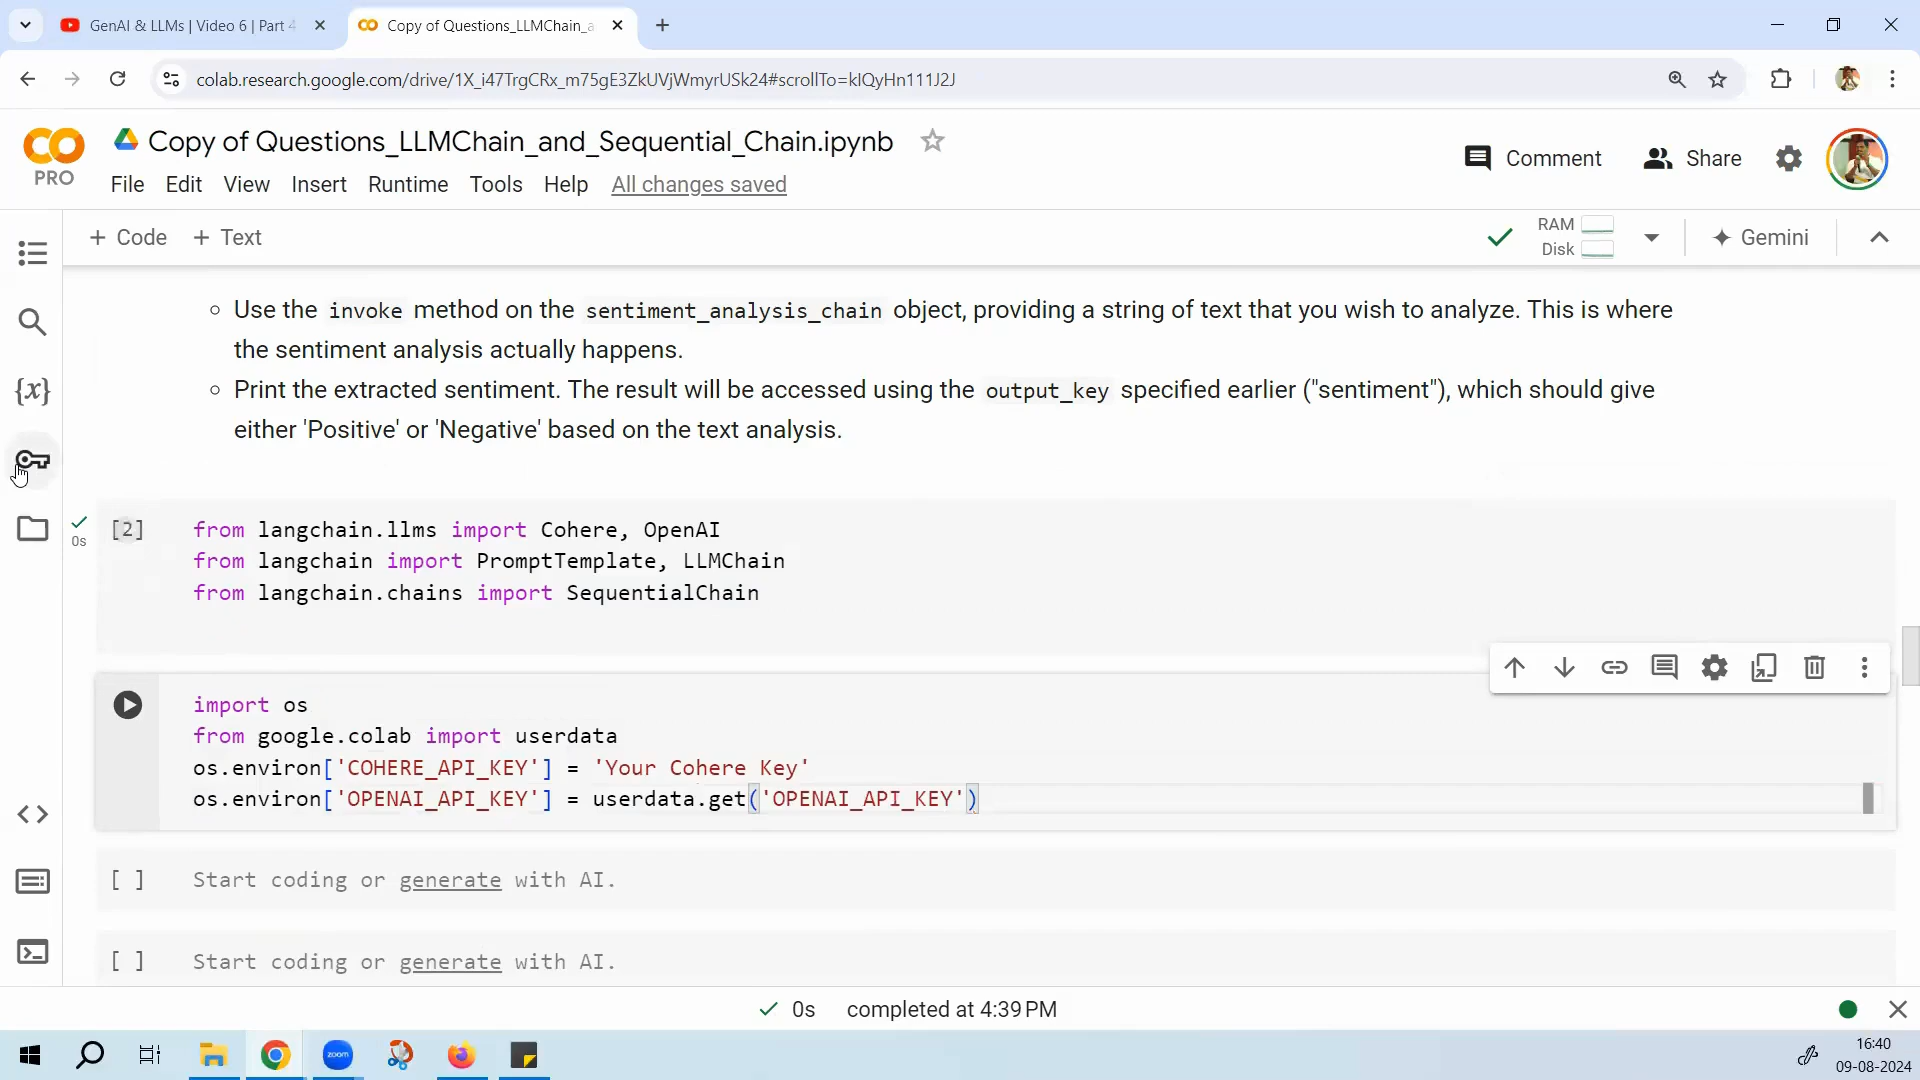 GenAI & LLMs | Video 6 | Part 4
Copy of Questions_LLMChain_a
colab.research.google.com/drive/1X_i47TrgCRx_m75gE3ZkUVjWmyrUSk24#scrollTo=kIQyHn111J2J
CO
PRO
Copy of Questions_LLMChain_and_Sequential_Chain.ipynb
Comment
Share
File Edit View Insert Runtime Tools Help All changes saved
+ Code + Text
RAM
Disk
Gemini
Use the invoke method on the sentiment_analysis_chain object, providing a string of text that you wish to analyze. This is where
the sentiment analysis actually happens.
Print the extracted sentiment. The result will be accessed using the output_key specified earlier ("sentiment"), which should give
either 'Positive' or 'Negative' based on the text analysis.
{x}
0s
[2]
from langchain.llms import Cohere, OpenAI
from langchain import PromptTemplate, LLMChain
from langchain.chains import SequentialChain
import os
from google.colab import userdata
os.environ['COHERE_API_KEY'] = 'Your Cohere Key'
os.environ['OPENAI_API_KEY'] = userdata.get('OPENAI_API_KEY')
[ ] Start coding or generate with AI.
[ ] Start coding or generate with AI.
0s completed at 4:39 PM
zoom
16:40
09-08-2024